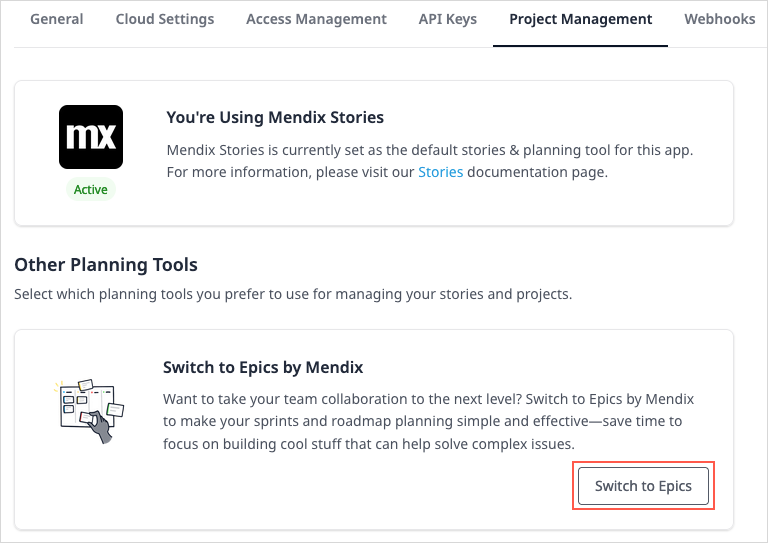 General Cloud Settings Access Management API Keys Project Management Webhooks
mx
Active
You're Using Mendix Stories
Mendix Stories is currently set as the default stories & planning tool for this app.
For more information, please visit our Stories documentation page.
Other Planning Tools
Select which planning tools you prefer to use for managing your stories and projects.
Switch to Epics by Mendix
Want to take your team collaboration to the next level? Switch to Epics by Mendix
to make your sprints and roadmap planning simple and effective—save time to
focus on building cool stuff that can help solve complex issues.
Switch to Epics